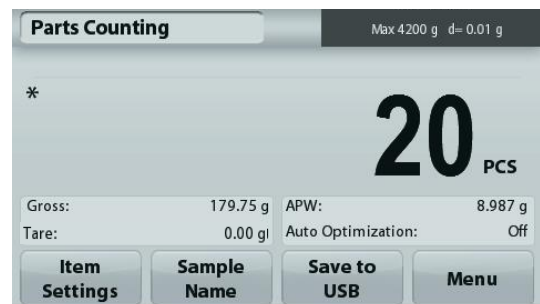 Parts Counting
Max 4200 g d= 0.01 g
*
20 PCS
Gross: 179.75 g APW: 8.987 g
Tare: 0.00 g Auto Optimization: Off
Item Settings
Sample Name
Save to USB
Menu